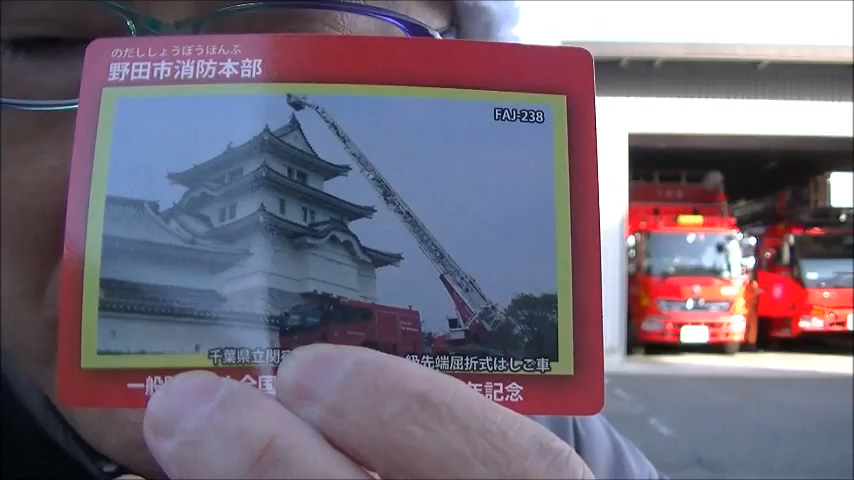 のだししょうぼうほんぶ
野田市消防本部
FAJ-238
千葉県立関 級先端屈折式はしご車
一般 全国 年記念